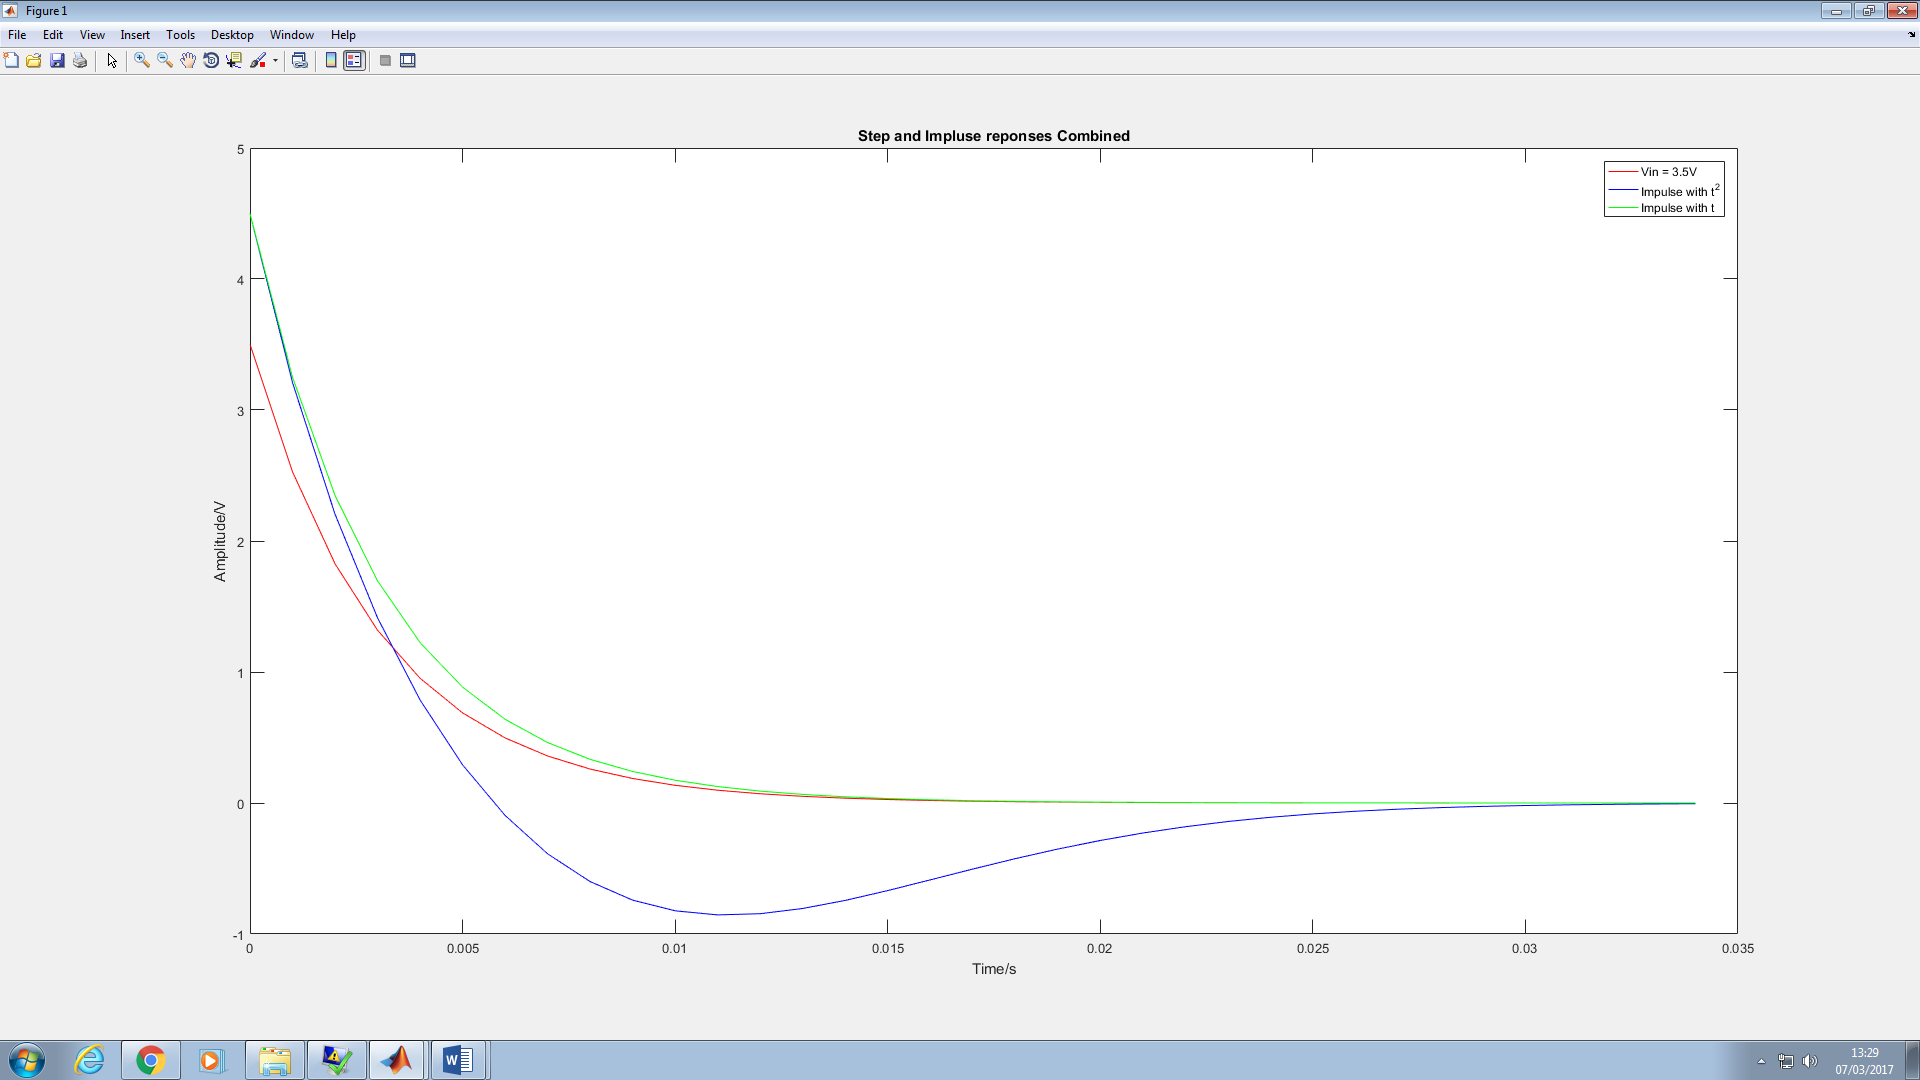 Figure 1
File Edit View Insert Tools Desktop Window Help
Step and Impluse reponses Combined
Vin = 3.5V
Impulse with t²
Impulse with t
5
4
3
2
1
0
-1
Amplitude/V
0 0.005 0.01 0.015 0.02 0.025 0.03 0.035
Time/s
13:29
07/03/2017